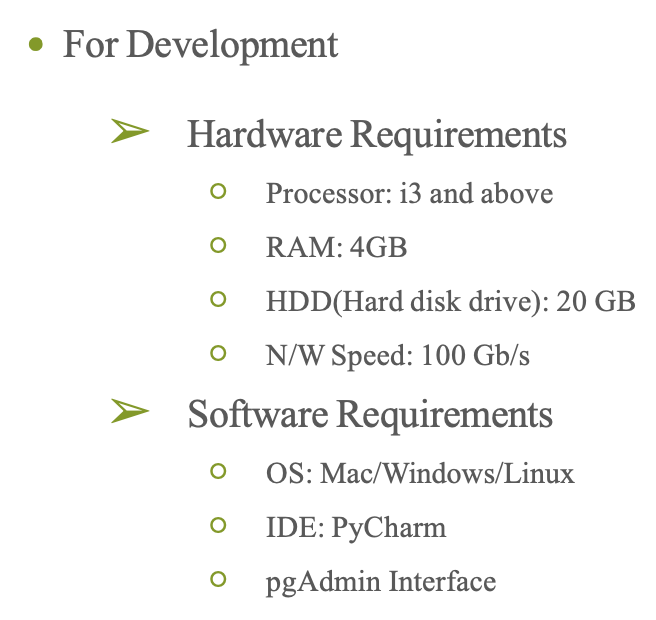 • For Development
➢ Hardware Requirements
○ Processor: i3 and above
○ RAM: 4GB
○ HDD(Hard disk drive): 20 GB
○ N/W Speed: 100 Gb/s
➢ Software Requirements
○ OS: Mac/Windows/Linux
○ IDE: PyCharm
○ pgAdmin Interface